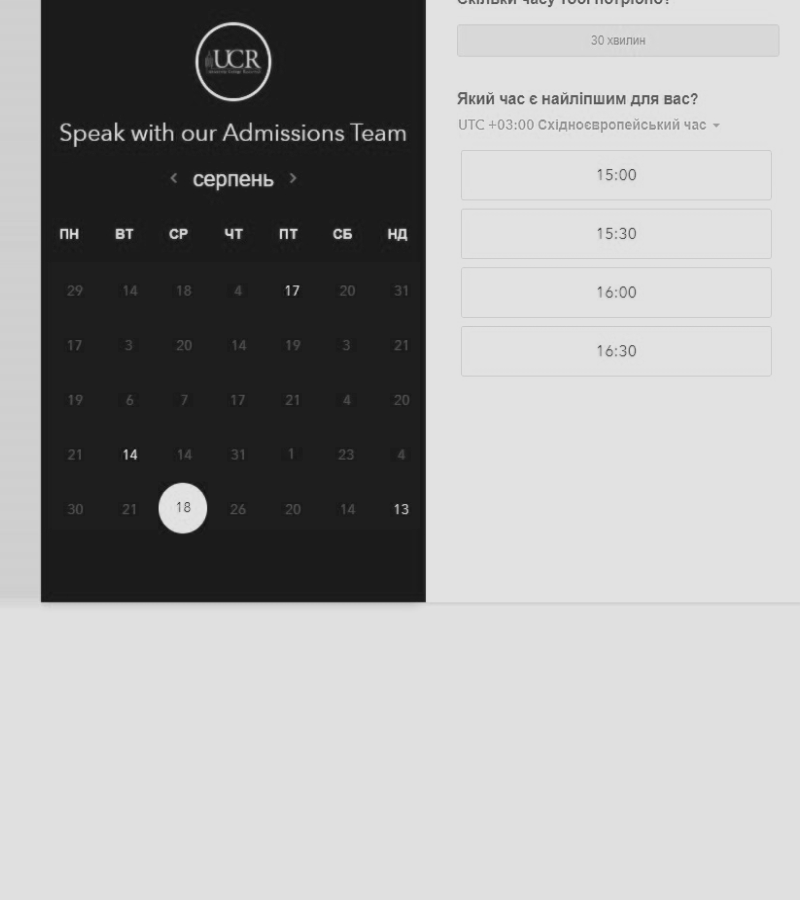 UCR
Speak with our Admissions Team
серпень
ПН ВТ СР ЧТ ПТ СБ НД
29 14 18 4 17 20 31
17 3 20 14 19 3 21
19 6 7 17 21 4 20
21 14 14 31 1 23 4
30 21 18 26 20 14 13
Скільки часу тобі потрібно?
30 хвилин
Який час є найліпшим для вас?
UTC +03:00 Східноєвропейський час
15:00
15:30
16:00
16:30